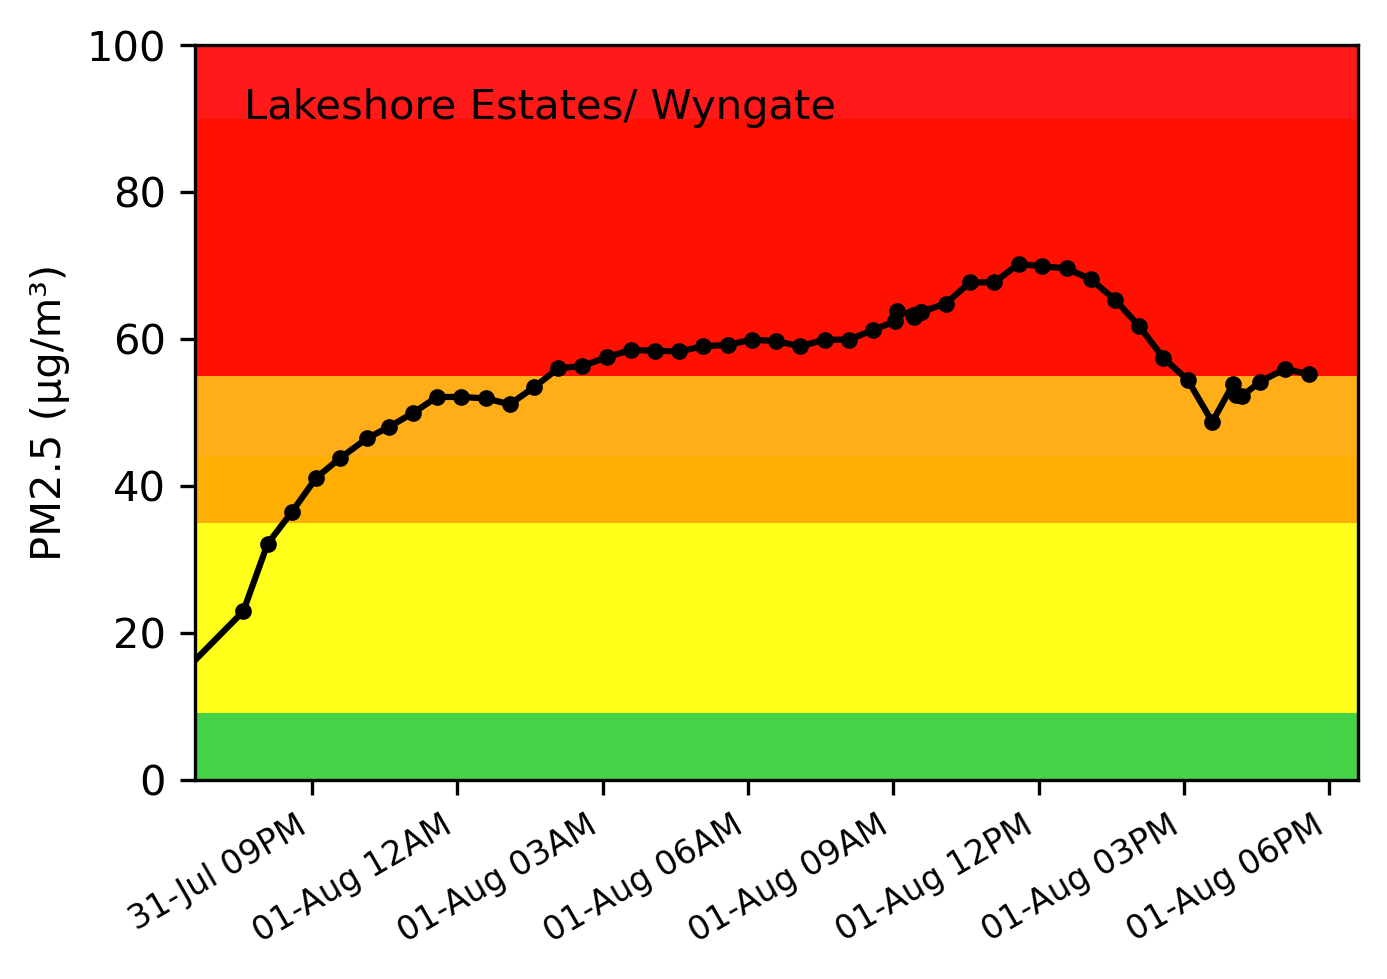 Lakeshore Estates/ Wyngate
PM2.5 (µg/m³)
100
80
60
40
20
0
31-Jul 09PM
01-Aug 12AM
01-Aug 03AM
01-Aug 06AM
01-Aug 09AM
01-Aug 12PM
01-Aug 03PM
01-Aug 06PM